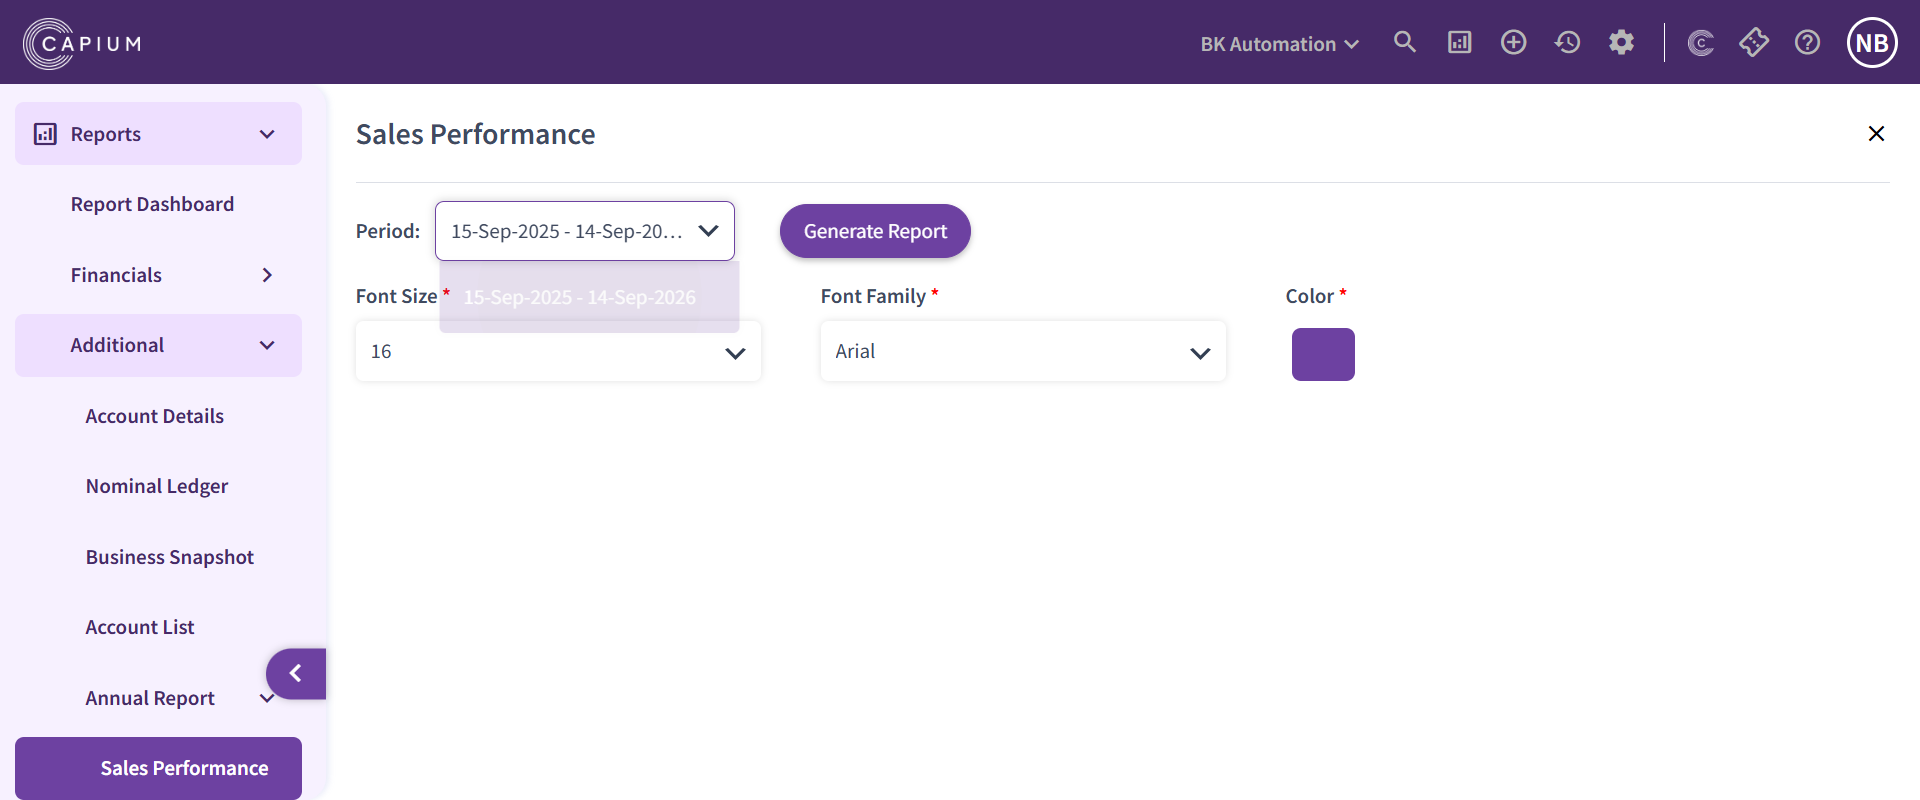 CAPIUM
BK Automation
NB
Reports
Report Dashboard
Financials
Additional
Account Details
Nominal Ledger
Business Snapshot
Account List
Annual Report
Sales Performance
Sales Performance
Period:
15-Sep-2025 - 14-Sep-20...
Generate Report
15-Sep-2025 - 14-Sep-2026
Font Size *
16
Font Family *
Arial
Color *